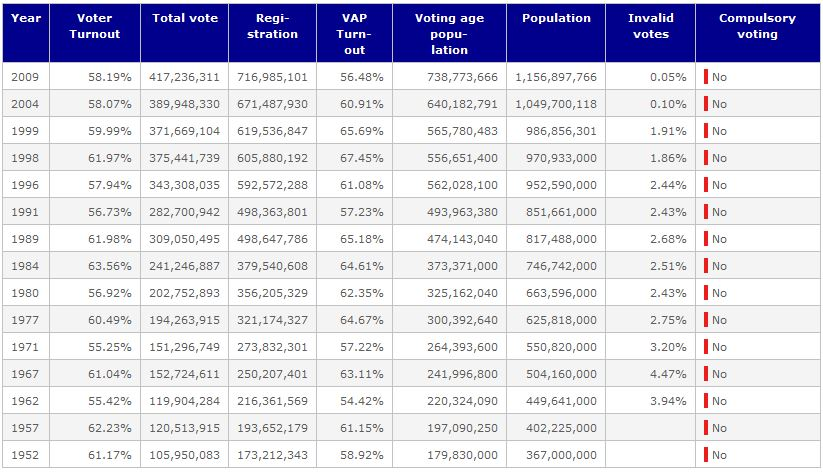 Year Voter Turnout Total vote Regi-stration VAP Turn-out Voting age popu-lation Population Invalid votes Compulsory voting
2009 58.19% 417,236,311 716,985,101 56.48% 738,773,666 1,156,897,766 0.05% No
2004 58.07% 389,948,330 671,487,930 60.91% 640,182,791 1,049,700,118 0.10% No
1999 59.99% 371,669,104 619,536,847 65.69% 565,780,483 986,856,301 1.91% No
1998 61.97% 375,441,739 605,880,192 67.45% 556,651,400 970,933,000 1.86% No
1996 57.94% 343,308,035 592,572,288 61.08% 562,028,100 952,590,000 2.44% No
1991 56.73% 282,700,942 498,363,801 57.23% 493,963,380 851,661,000 2.43% No
1989 61.98% 309,050,495 498,647,786 65.18% 474,143,040 817,488,000 2.68% No
1984 63.56% 241,246,887 379,540,608 64.61% 373,371,000 746,742,000 2.51% No
1980 56.92% 202,752,893 356,205,329 62.35% 325,162,040 663,596,000 2.43% No
1977 60.49% 194,263,915 321,174,327 64.67% 300,392,640 625,818,000 2.75% No
1971 55.25% 151,296,749 273,832,301 57.22% 264,393,600 550,820,000 3.20% No
1967 61.04% 152,724,611 250,207,401 63.11% 241,996,800 504,160,000 4.47% No
1962 55.42% 119,904,284 216,361,569 54.42% 220,324,090 449,641,000 3.94% No
1957 62.23% 120,513,915 193,652,179 61.15% 197,090,250 402,225,000 No
1952 61.17% 105,950,083 173,212,343 58.92% 179,830,000 367,000,000 No